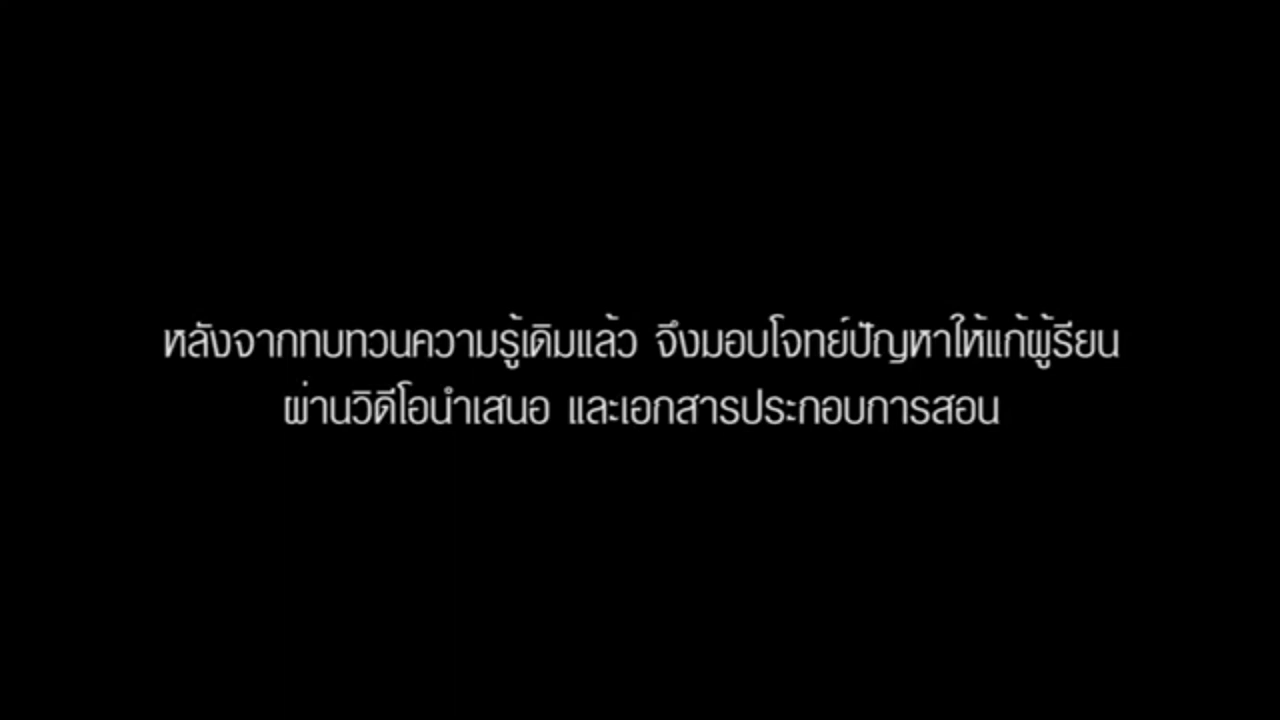 หลังจากทบทวนความรู้เดิมแล้ว จึงมอบโจทย์ปัญหาให้แก้ผู้รียน
ผ่านวิดีโอนำเสนอ และเอกสารประกอบการสอน